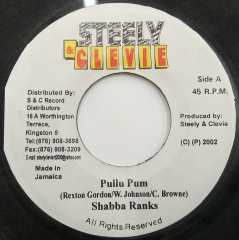 STEELY
& CLEVIE
Side A
45 R.P.M.
Distributed By:
S & C Record
Distributors
16 A Worthington
Terrace,
Kingston 5
Tel: (876) 908-3698
Fax: (876) 908-3209
E-mail:
Made in
Jamaica
Produced by:
Steely & Clevie
(C) (P) 2002
Pullu Pum
(Rexton Gordon/W. Johnson/C. Browne)
Shabba Ranks
All Rights Reserved